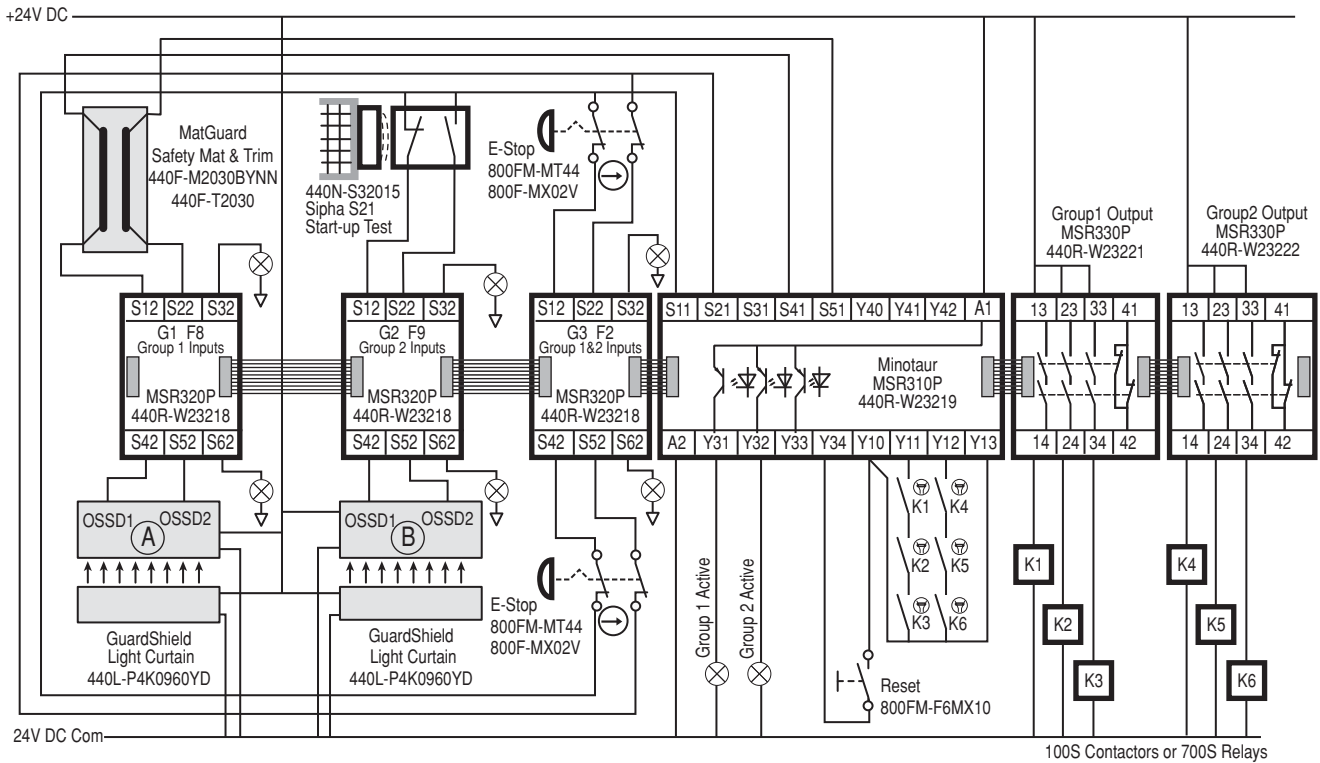 +24V DC
MatGuard
Safety Mat & Trim
440F-M2030BYNN
440F-T2030
440N-S32015
Sipha S21
Start-up Test
E-Stop
800FM-MT44
800F-MX02V
Group1 Output
MSR330P
440R-W23221
Group2 Output
MSR330P
440R-W23222
S12 S22 S32
G1 F8
Group 1 Inputs
MSR320P
440R-W23218
S42 S52 S62
S12 S22 S32
G2 F9
Group 2 Inputs
MSR320P
440R-W23218
S42 S52 S62
S12 S22 S32
G3 F2
Group 1&2 Inputs
MSR320P
440R-W23218
S42 S52 S62
S11 S21 S31 S41 S51 Y40 Y41 Y42 A1
Minotaur
MSR310P
440R-W23219
A2 Y31 Y32 Y33 Y34 Y10 Y11 Y12 Y13
13 23 33 41
14 24 34 42
13 23 33 41
14 24 34 42
OSSD1 OSSD2
A
GuardShield
Light Curtain
440L-P4K0960YD
OSSD1 OSSD2
B
GuardShield
Light Curtain
440L-P4K0960YD
E-Stop
800FM-MT44
800F-MX02V
Group 1 Active
Group 2 Active
K1 K4
K2 K5
K3 K6
Reset
800FM-F6MX10
K1
K2
K3
K4
K5
K6
24V DC Com
100S Contactors or 700S Relays